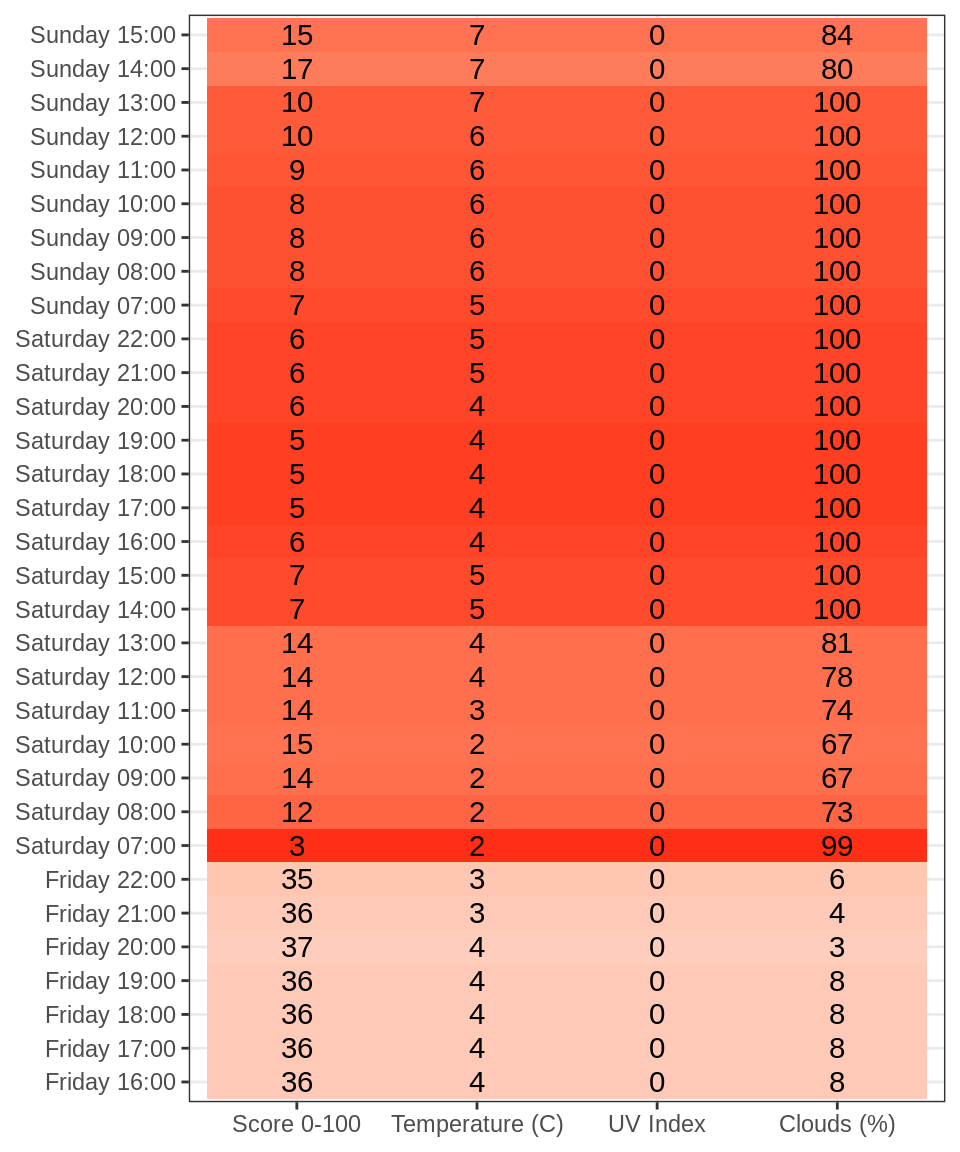 Sunday 15:00 15 7 0 84
Sunday 14:00 17 7 0 80
Sunday 13:00 10 7 0 100
Sunday 12:00 10 6 0 100
Sunday 11:00 9 6 0 100
Sunday 10:00 8 6 0 100
Sunday 09:00 8 6 0 100
Sunday 08:00 8 6 0 100
Sunday 07:00 7 5 0 100
Saturday 22:00 6 5 0 100
Saturday 21:00 6 5 0 100
Saturday 20:00 6 4 0 100
Saturday 19:00 5 4 0 100
Saturday 18:00 5 4 0 100
Saturday 17:00 5 4 0 100
Saturday 16:00 6 4 0 100
Saturday 15:00 7 5 0 100
Saturday 14:00 7 5 0 100
Saturday 13:00 14 4 0 81
Saturday 12:00 14 4 0 78
Saturday 11:00 14 3 0 74
Saturday 10:00 15 2 0 67
Saturday 09:00 14 2 0 67
Saturday 08:00 12 2 0 73
Saturday 07:00 3 2 0 99
Friday 22:00 35 3 0 6
Friday 21:00 36 3 0 4
Friday 20:00 37 4 0 3
Friday 19:00 36 4 0 8
Friday 18:00 36 4 0 8
Friday 17:00 36 4 0 8
Friday 16:00 36 4 0 8
Score 0-100 Temperature (C) UV Index Clouds (%)